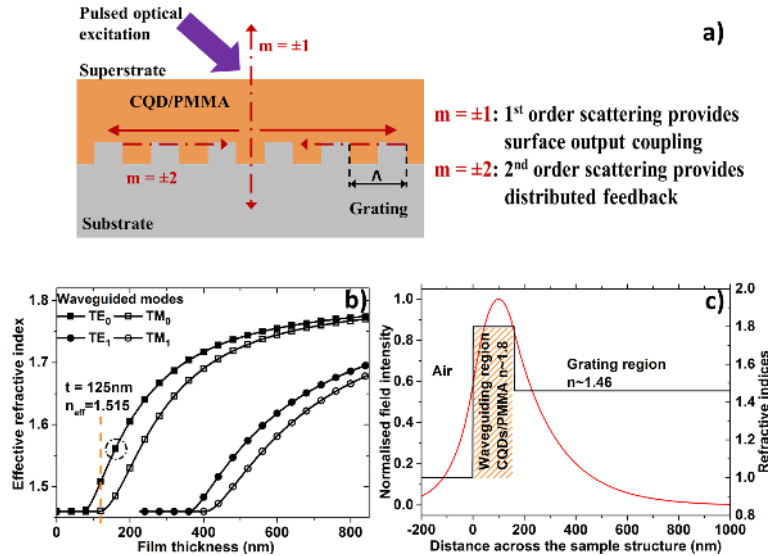 Pulsed optical
excitation
m = ±1
a)
Superstrate
CQD/PMMA
m = ±1: 1st order scattering provides
surface output coupling
m = ±2: 2nd order scattering provides
distributed feedback
m = ±2
Λ
Substrate
Grating
b)
Waveguided modes
TE0 TM0
TE1 TM1
t = 125nm
neff=1.515
1.8
1.7
1.6
1.5
0 200 400 600 800
Film thickness (nm)
Effective refractive index
c)
Air
Waveguiding region
CQDs/PMMA n~1.8
Grating region
n~1.46
1.0
0.8
0.6
0.4
0.2
0.0
2.0
1.8
1.6
1.4
1.2
1.0
0.8
-200 0 200 400 600 800 1000
Distance across the sample structure (nm)
Normalised field intensity
Refractive indices